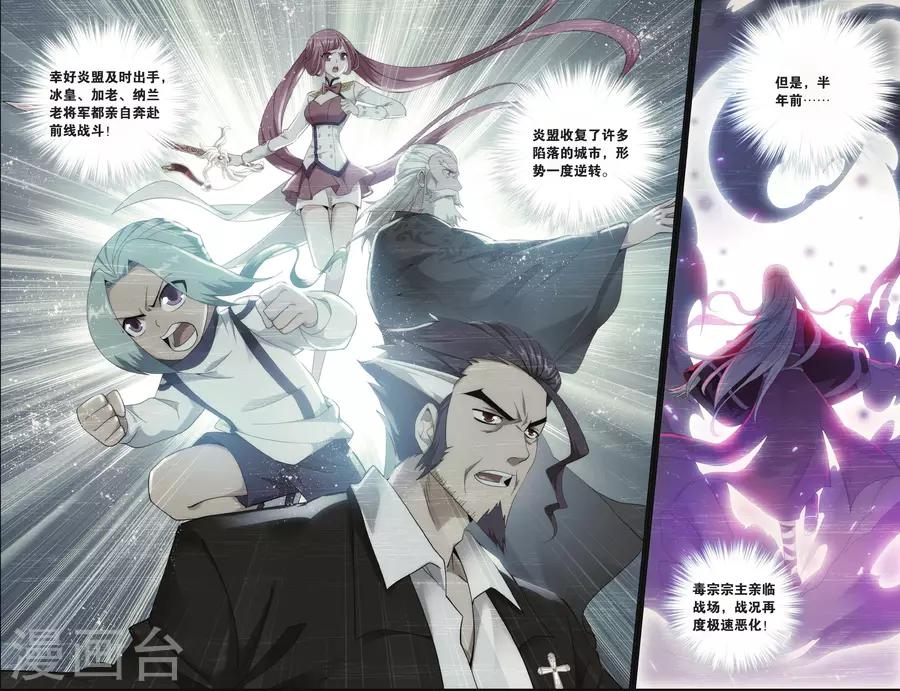 幸好炎盟及时出手，
冰皇、加老、纳兰
老将军都亲自奔赴
前线战斗！
炎盟收复了许多
陷落的城市，形
势一度逆转。
但是，半
年前……
毒宗宗主亲临
战场，战况再
度极速恶化！
漫画台